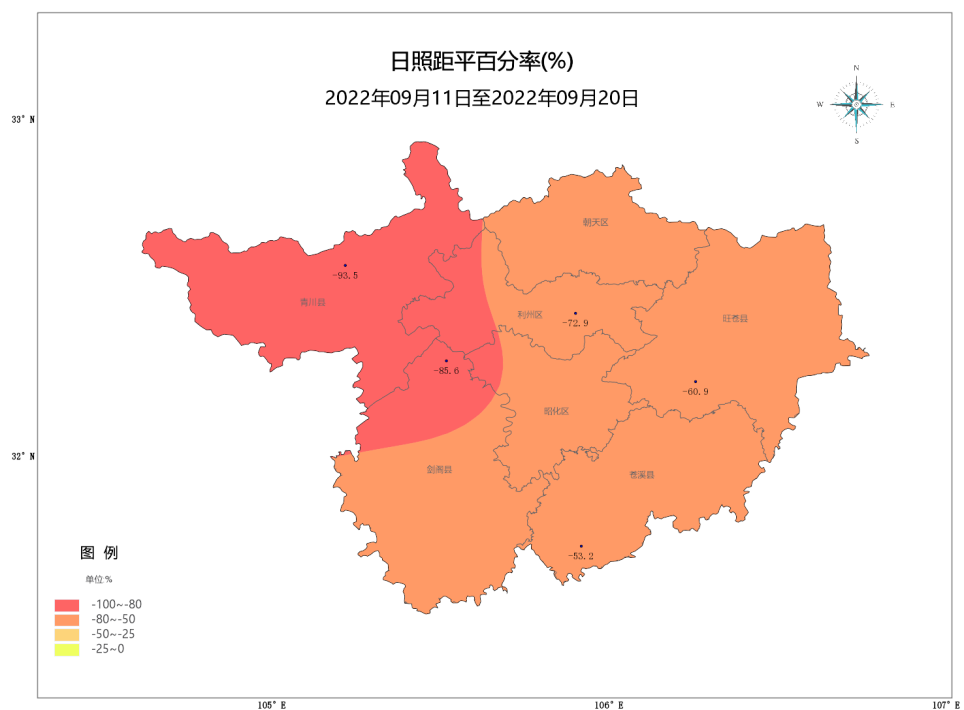 日照距平百分率(%)
2022年09月11日至2022年09月20日
N
W
E
S
33° N
朝天区
-93.5
青川县
利州区
-72.9
旺苍县
-85.6
-60.9
昭化区
32° N
剑阁县
苍溪县
-53.2
图 例
单位:%
-100~-80
-80~-50
-50~-25
-25~0
105° E
106° E
107° E